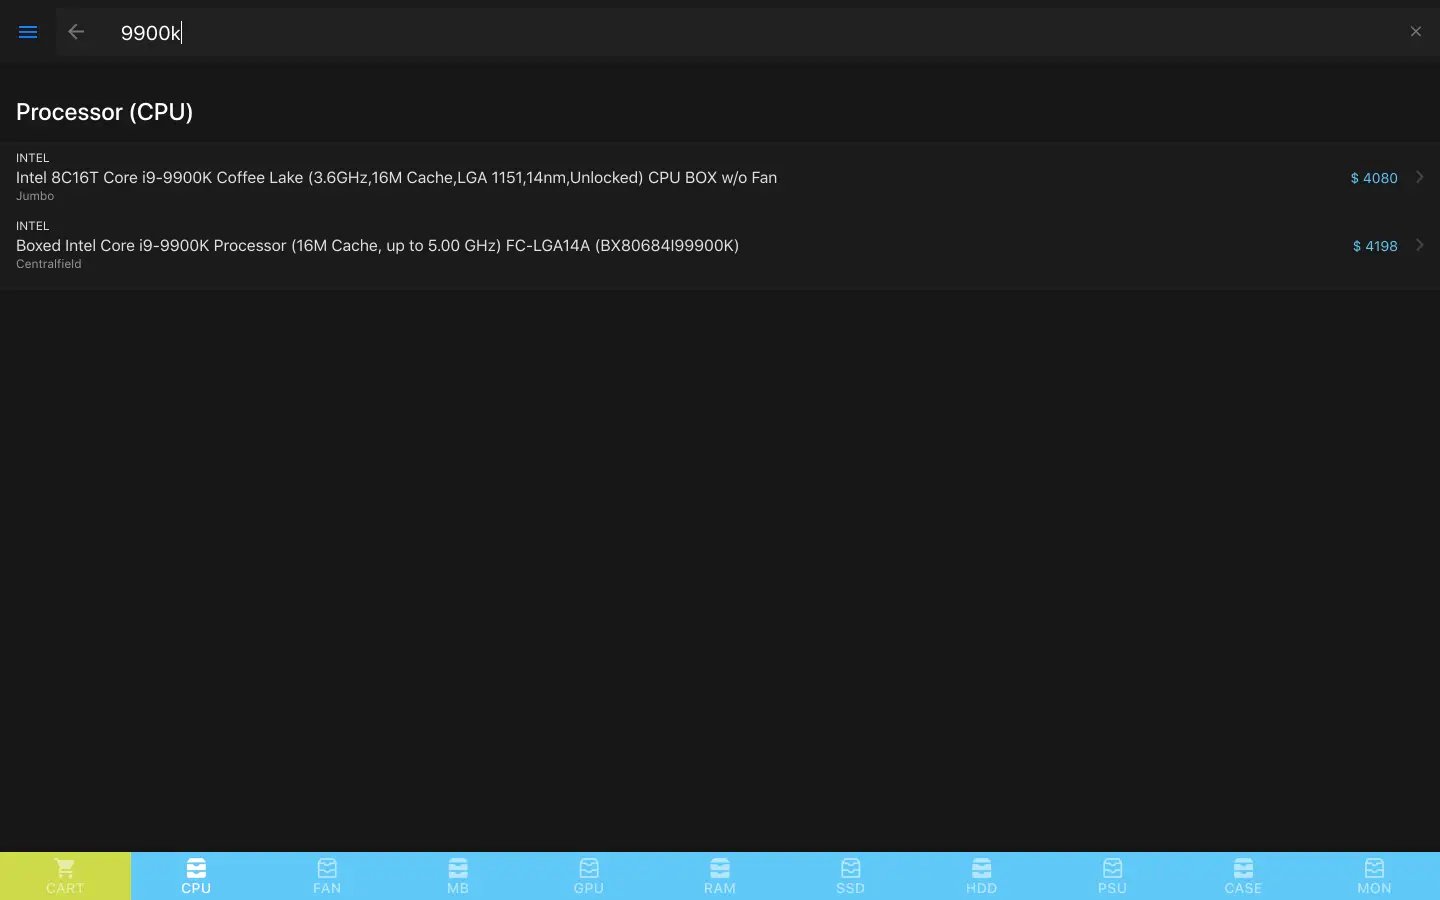 9900k
Processor (CPU)
INTEL
Intel 8C16T Core i9-9900K Coffee Lake (3.6GHz,16M Cache,LGA 1151,14nm,Unlocked) CPU BOX w/o Fan
$ 4080
Jumbo
INTEL
Boxed Intel Core i9-9900K Processor (16M Cache, up to 5.00 GHz) FC-LGA14A (BX80684I99900K)
$ 4198
Centralfield
CART CPU FAN MB GPU RAM SSD HDD PSU CASE MON